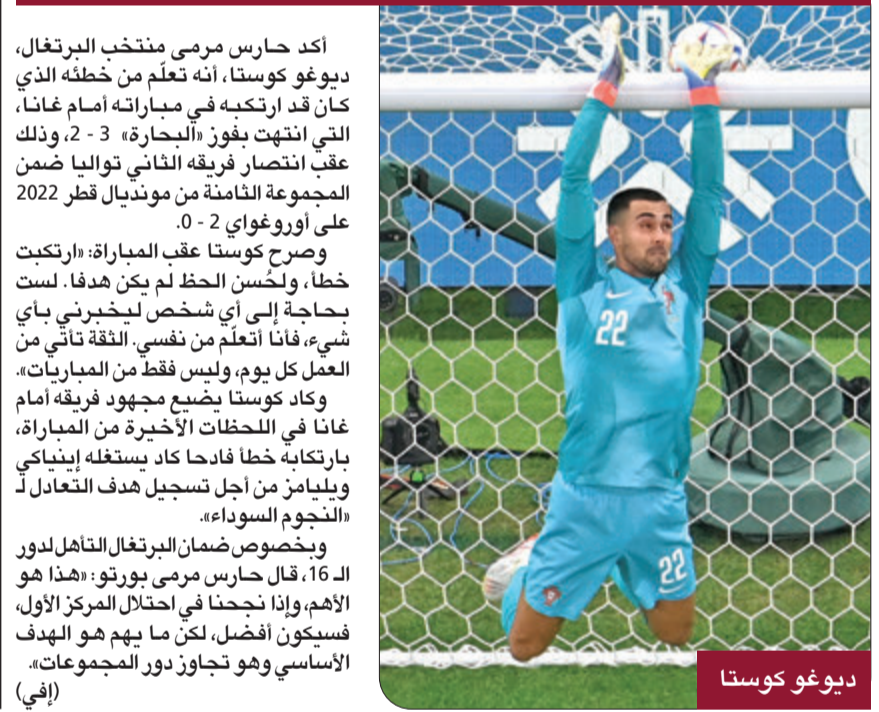 أكد حارس مرمى منتخب البرتغال،
ديوغو كوستا، أنه تعلّم من خطئه الذي
كان قد ارتكبه في مباراته أمام غانا،
التي انتهت بفوز «البحارة» 3 - 2، وذلك
عقب انتصار فريقه الثاني تواليا ضمن
المجموعة الثامنة من مونديال قطر 2022
على أوروغواي 2 - 0.
وصرح كوستا عقب المباراة: «ارتكبت
خطأ، ولحُسن الحظ لم يكن هدفا. لست
بحاجة إلى أي شخص ليخبرني بأي
شيء، فأنا أتعلّم من نفسي. الثقة تأتي من
العمل كل يوم، وليس فقط من المباريات».
وكاد كوستا يضيع مجهود فريقه أمام
غانا في اللحظات الأخيرة من المباراة،
بارتكابه خطأ فادحا كاد يستغله إينياكي
ويليامز من أجل تسجيل هدف التعادل لـ
«النجوم السوداء».
وبخصوص ضمان البرتغال التأهل لدور
الـ 16، قال حارس مرمى بورتو: «هذا هو
الأهم، وإذا نجحنا في احتلال المركز الأول،
فسيكون أفضل، لكن ما يهم هو الهدف
الأساسي وهو تجاوز دور المجموعات».
(إفي)
22
22
ديوغو كوستا